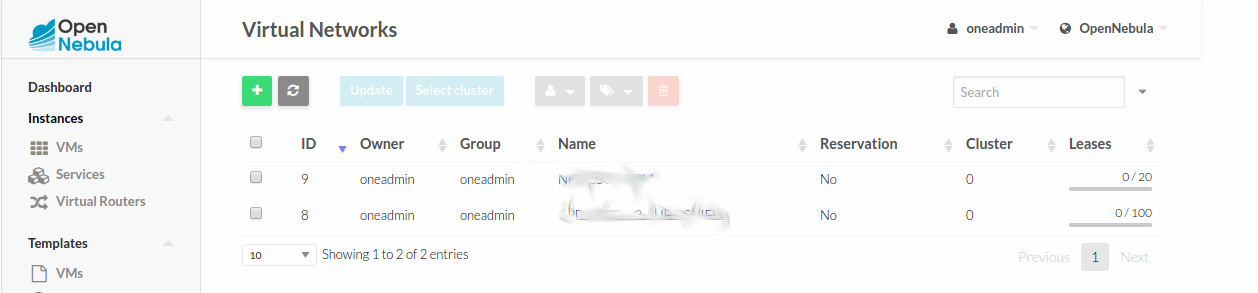 Open
Nebula
Virtual Networks
oneadmin
OpenNebula
Dashboard
Instances
VMs
Services
Virtual Routers
Templates
VMs
Update
Select cluster
Search
ID Owner Group Name Reservation Cluster Leases
9 oneadmin oneadmin No 0 0 / 20
8 oneadmin oneadmin No 0 0 / 100
10 Showing 1 to 2 of 2 entries
Previous 1 Next